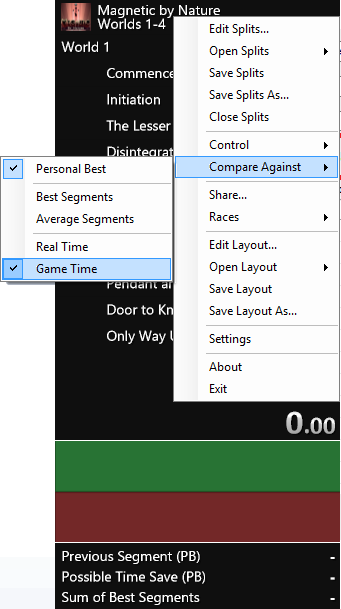 Magnetic by Nature
Worlds 1-4
World 1
Commence
Initiation
The Lesser
Disintegrat
Door to Kn
Only Way
Edit Splits...
Open Splits
Save Splits
Save Splits As...
Close Splits
Control
Compare Against
Share...
Races
Edit Layout...
Open Layout
Save Layout
Save Layout As...
Settings
About
Exit
Personal Best
Best Segments
Average Segments
Real Time
Game Time
0.00
Previous Segment (PB) -
Possible Time Save (PB) -
Sum of Best Segments -